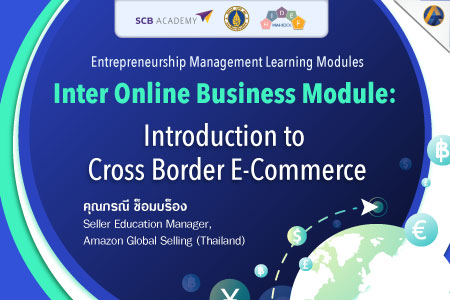 SCB ACADEMY
Entrepreneurship Management Learning Modules
Inter Online Business Module:
Introduction to
Cross Border E-Commerce
คุณภรณี ซ็อมบร็อง
Seller Education Manager,
Amazon Global Selling (Thailand)